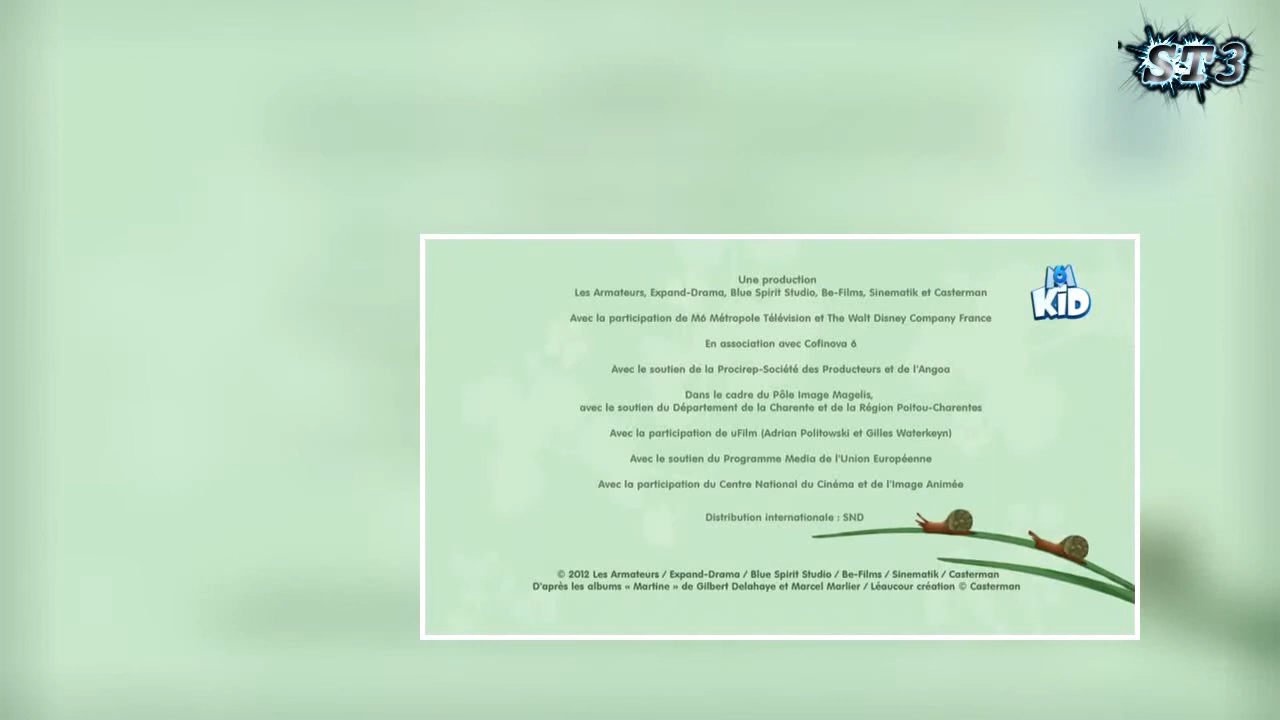 ST3
M6
KiD
Une production
Les Armateurs, Expand-Drama, Blue Spirit Studio, Be-Films, Sinematik et Casterman
Avec la participation de M6 Métropole Télévision et The Walt Disney Company France
En association avec Cofinova 6
Avec le soutien de la Procirep-Société des Producteurs et de l'Angoa
Dans le cadre du Pôle Image Magelis,
avec le soutien du Département de la Charente et de la Région Poitou-Charentes
Avec la participation de uFilm (Adrian Politowski et Gilles Waterkeyn)
Avec le soutien du Programme Media de l'Union Européenne
Avec la participation du Centre National du Cinéma et de l'Image Animée
Distribution internationale : SND
© 2012 Les Armateurs / Expand-Drama / Blue Spirit Studio / Be-Films / Sinematik / Casterman
D'après les albums « Martine » de Gilbert Delahaye et Marcel Marlier / Léaucour création © Casterman